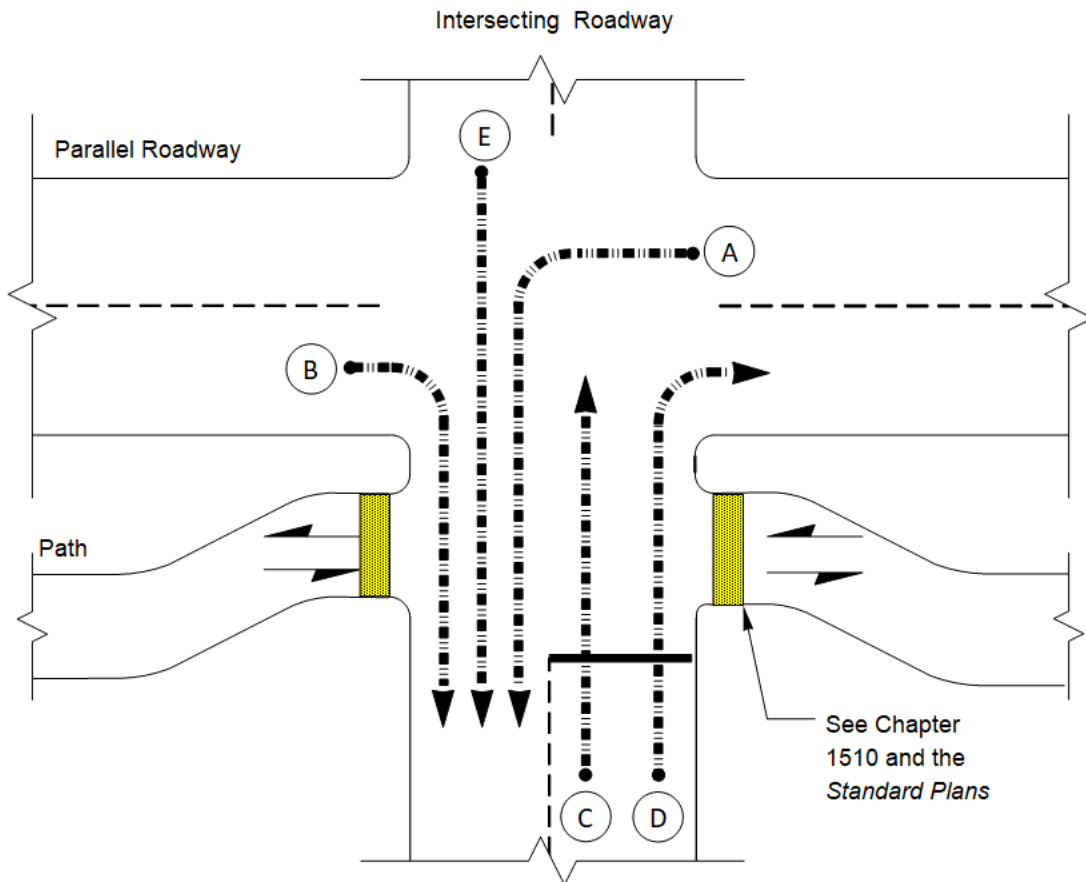 Intersecting Roadway
E
Parallel Roadway
A
B
Path
See Chapter
1510 and the
Standard Plans
C
D